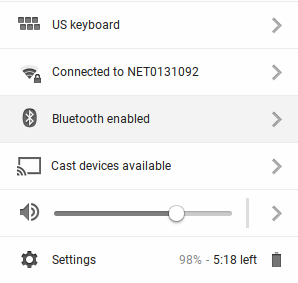 US keyboard
Connected to NET0131092
Bluetooth enabled
Cast devices available
Settings 98% - 5:18 left